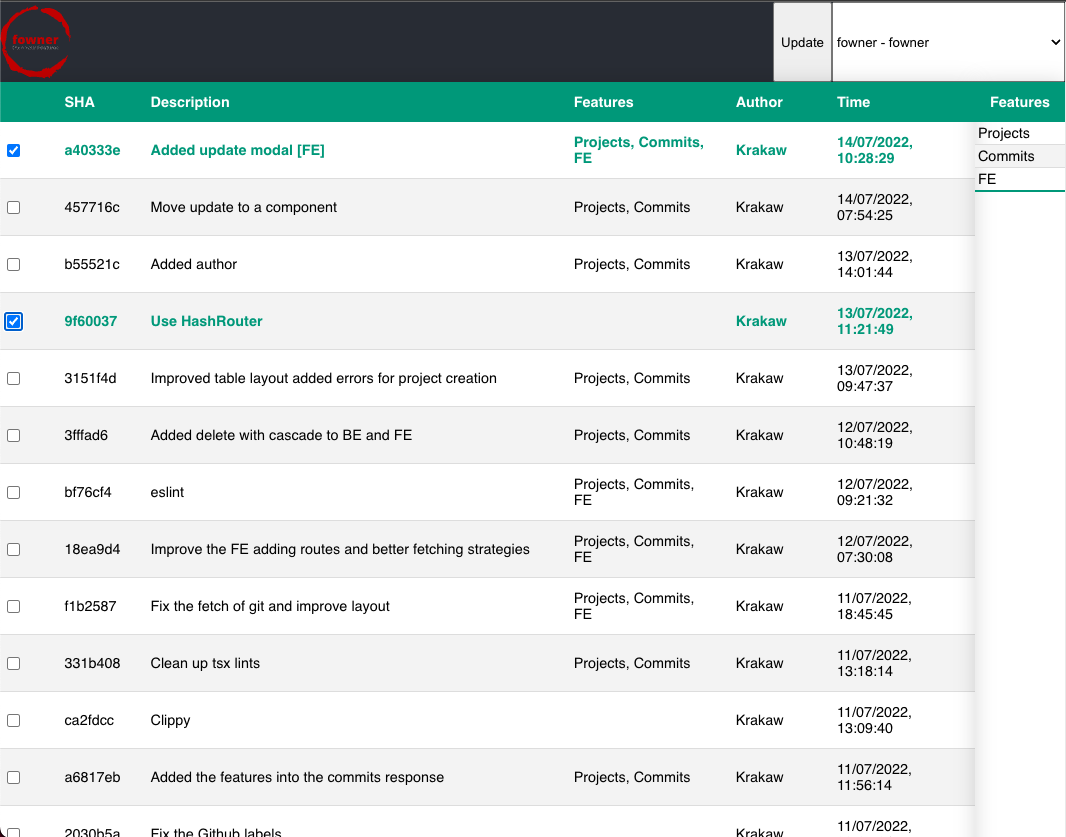 fowner
Update
fowner - fowner
SHA Description Features Author Time Features
Projects
Commits
FE
a40333e Added update modal [FE] Projects, Commits, FE Krakaw 14/07/2022, 10:28:29
457716c Move update to a component Projects, Commits Krakaw 14/07/2022, 07:54:25
b55521c Added author Projects, Commits Krakaw 13/07/2022, 14:01:44
9f60037 Use HashRouter Krakaw 13/07/2022, 11:21:49
3151f4d Improved table layout added errors for project creation Projects, Commits Krakaw 13/07/2022, 09:47:37
3fffad6 Added delete with cascade to BE and FE Projects, Commits Krakaw 12/07/2022, 10:48:19
bf76cf4 eslint Projects, Commits, FE Krakaw 12/07/2022, 09:21:32
18ea9d4 Improve the FE adding routes and better fetching strategies Projects, Commits, FE Krakaw 12/07/2022, 07:30:08
f1b2587 Fix the fetch of git and improve layout Projects, Commits, FE Krakaw 11/07/2022, 18:45:45
331b408 Clean up tsx lints Projects, Commits Krakaw 11/07/2022, 13:18:14
ca2fdcc Clippy Krakaw 11/07/2022, 13:09:40
a6817eb Added the features into the commits response Projects, Commits Krakaw 11/07/2022, 11:56:14
2030b5a Fix the Github labels Krakaw 11/07/2022,